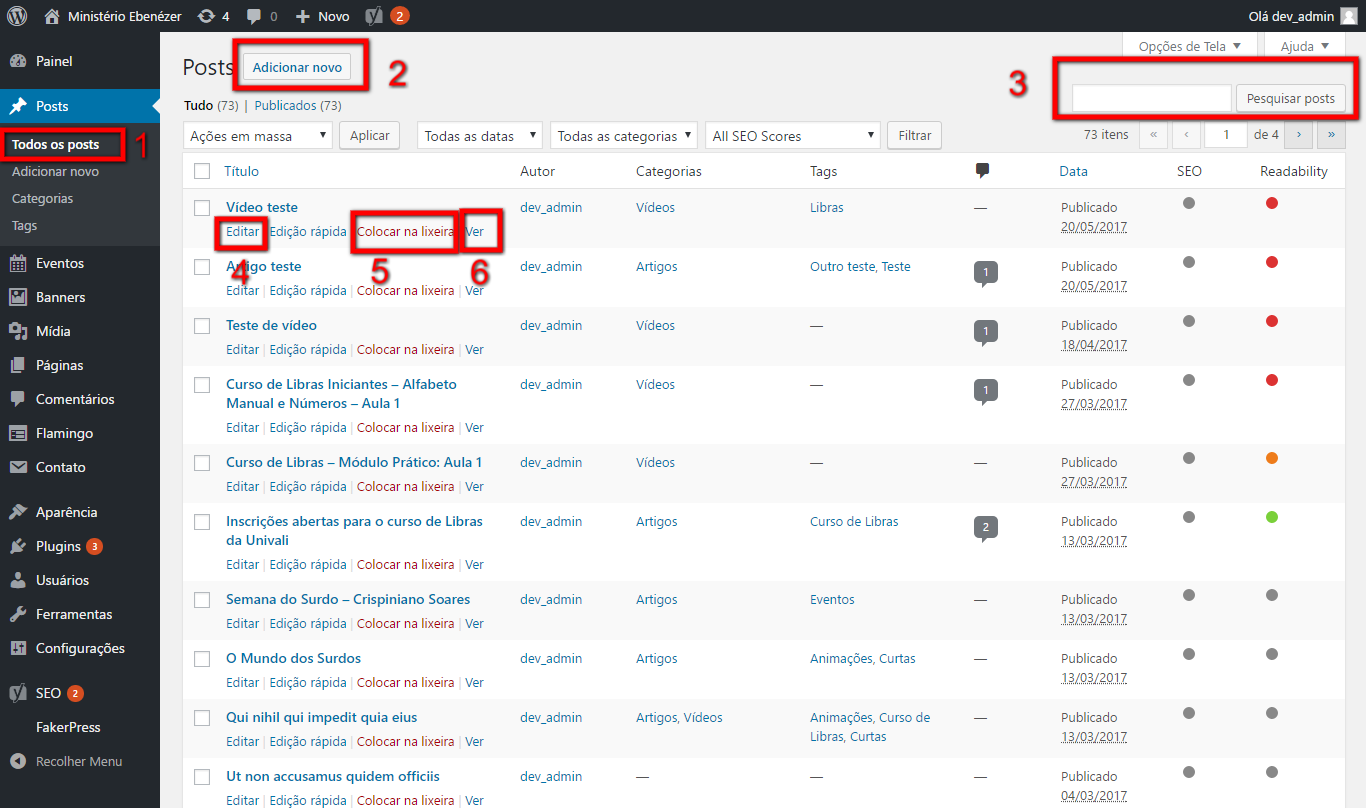 Ministério Ebenézer 4 0 Novo 2 Olá dev_admin
Painel
Posts
Todos os posts 1
Adicionar novo
Categorias
Tags
Eventos
Banners
Mídia
Páginas
Comentários
Flamingo
Contato
Aparência
Plugins 3
Usuários
Ferramentas
Configurações
SEO 2
FakerPress
Recolher Menu
Opções de Tela Ajuda
Posts Adicionar novo 2
3 Pesquisar posts
Tudo (73) | Publicados (73)
Ações em massa Aplicar Todas as datas Todas as categorias All SEO Scores Filtrar 73 itens « ‹ 1 de 4 › »
Título Autor Categorias Tags Data SEO Readability
Vídeo teste dev_admin Vídeos Libras — Publicado
20/05/2017
Editar | Edição rápida | Colocar na lixeira | Ver
4 5 6
Artigo teste dev_admin Artigos Outro teste, Teste 1 Publicado
20/05/2017
Editar | Edição rápida | Colocar na lixeira | Ver
Teste de vídeo dev_admin Vídeos — 1 Publicado
18/04/2017
Editar | Edição rápida | Colocar na lixeira | Ver
Curso de Libras Iniciantes – Alfabeto dev_admin Vídeos — 1 Publicado
Manual e Números – Aula 1 27/03/2017
Editar | Edição rápida | Colocar na lixeira | Ver
Curso de Libras – Módulo Prático: Aula 1 dev_admin Vídeos — — Publicado
27/03/2017
Editar | Edição rápida | Colocar na lixeira | Ver
Inscrições abertas para o curso de Libras dev_admin Artigos Curso de Libras 2 Publicado
da Univali 13/03/2017
Editar | Edição rápida | Colocar na lixeira | Ver
Semana do Surdo – Crispiniano Soares dev_admin Artigos Eventos — Publicado
13/03/2017
Editar | Edição rápida | Colocar na lixeira | Ver
O Mundo dos Surdos dev_admin Artigos Animações, Curtas — Publicado
13/03/2017
Editar | Edição rápida | Colocar na lixeira | Ver
Qui nihil qui impedit quia eius dev_admin Artigos, Vídeos Animações, Curso de — Publicado
Libras, Curtas 13/03/2017
Editar | Edição rápida | Colocar na lixeira | Ver
Ut non accusamus quidem officiis dev_admin — — — Publicado
04/03/2017
Editar | Edição rápida | Colocar na lixeira | Ver